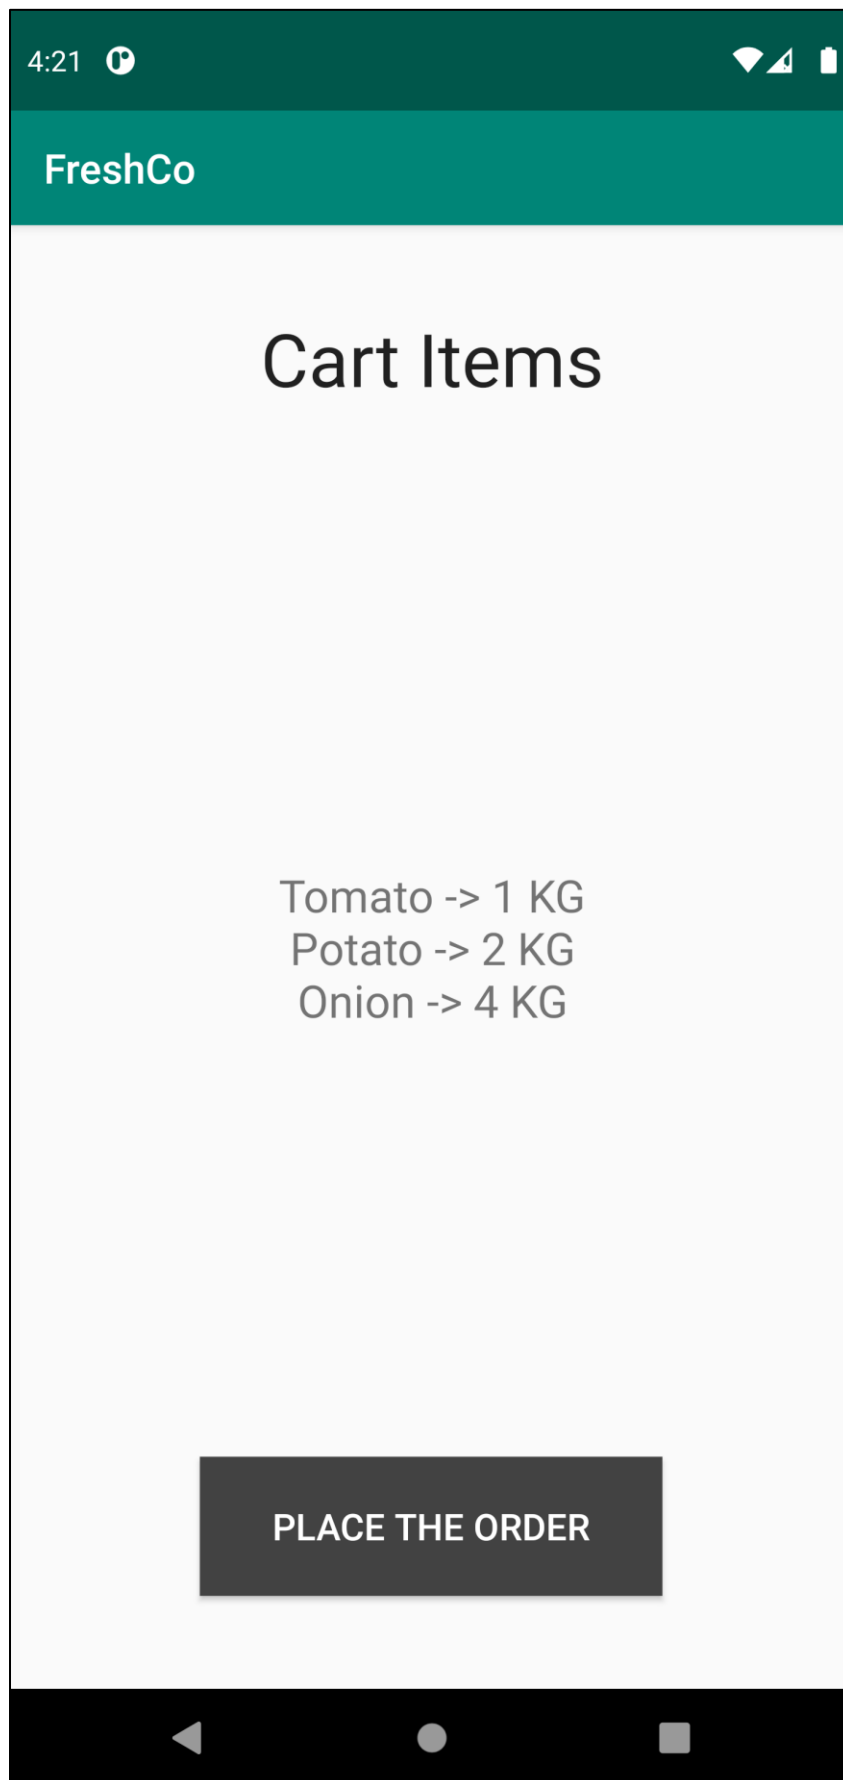 4:21
FreshCo
Cart Items
Tomato -> 1 KG
Potato -> 2 KG
Onion -> 4 KG
PLACE THE ORDER